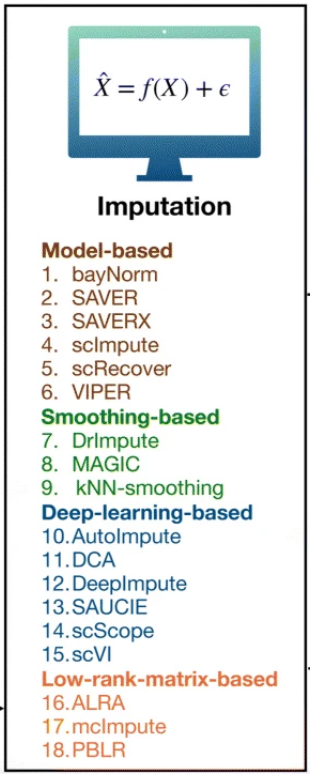 X̂ = f(X) + ϵ
Imputation
Model-based
1. bayNorm
2. SAVER
3. SAVERX
4. scImpute
5. scRecover
6. VIPER
Smoothing-based
7. DrImpute
8. MAGIC
9. kNN-smoothing
Deep-learning-based
10.AutoImpute
11.DCA
12.DeepImpute
13.SAUCIE
14.scScope
15.scVI
Low-rank-matrix-based
16.ALRA
17.mcImpute
18.PBLR